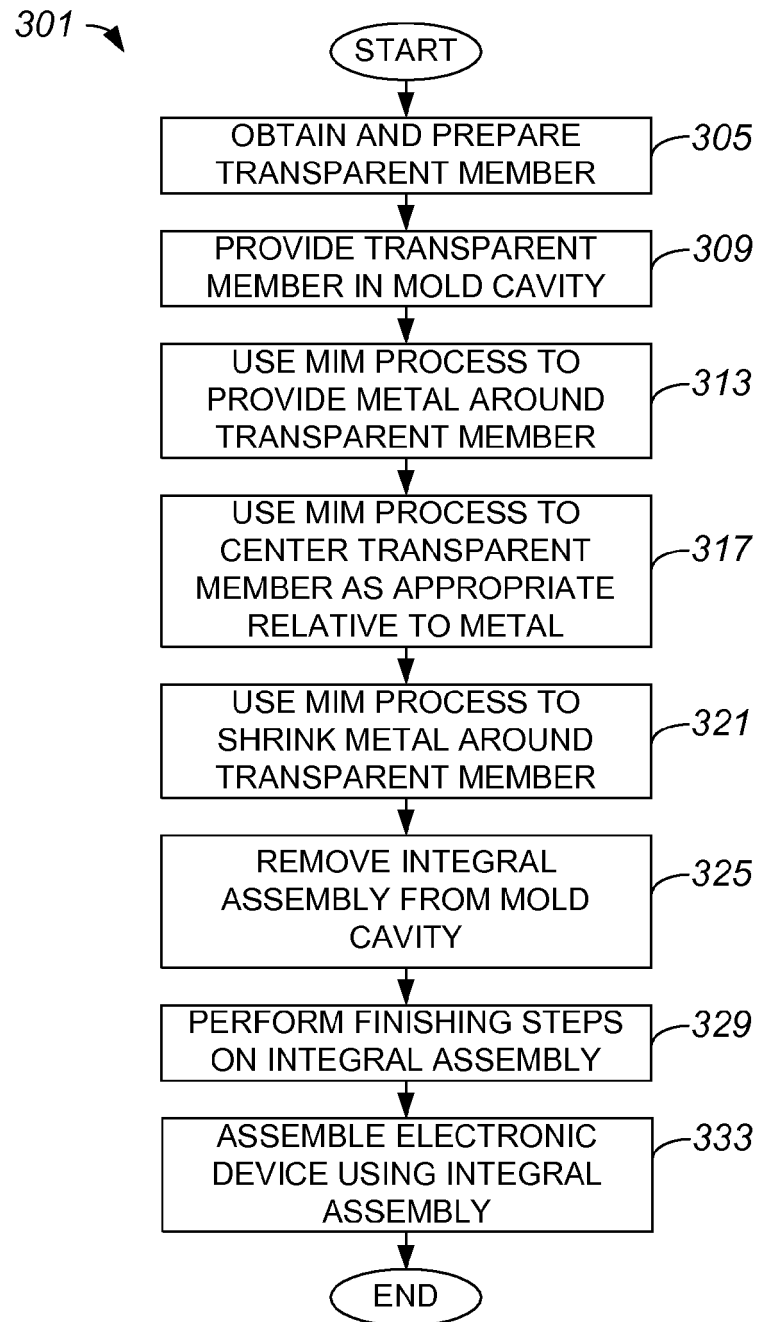 301
START
OBTAIN AND PREPARE
TRANSPARENT MEMBER
305
PROVIDE TRANSPARENT
MEMBER IN MOLD CAVITY
309
USE MIM PROCESS TO
PROVIDE METAL AROUND
TRANSPARENT MEMBER
313
USE MIM PROCESS TO
CENTER TRANSPARENT
MEMBER AS APPROPRIATE
RELATIVE TO METAL
317
USE MIM PROCESS TO
SHRINK METAL AROUND
TRANSPARENT MEMBER
321
REMOVE INTEGRAL
ASSEMBLY FROM MOLD
CAVITY
325
PERFORM FINISHING STEPS
ON INTEGRAL ASSEMBLY
329
ASSEMBLE ELECTRONIC
DEVICE USING INTEGRAL
ASSEMBLY
333
END